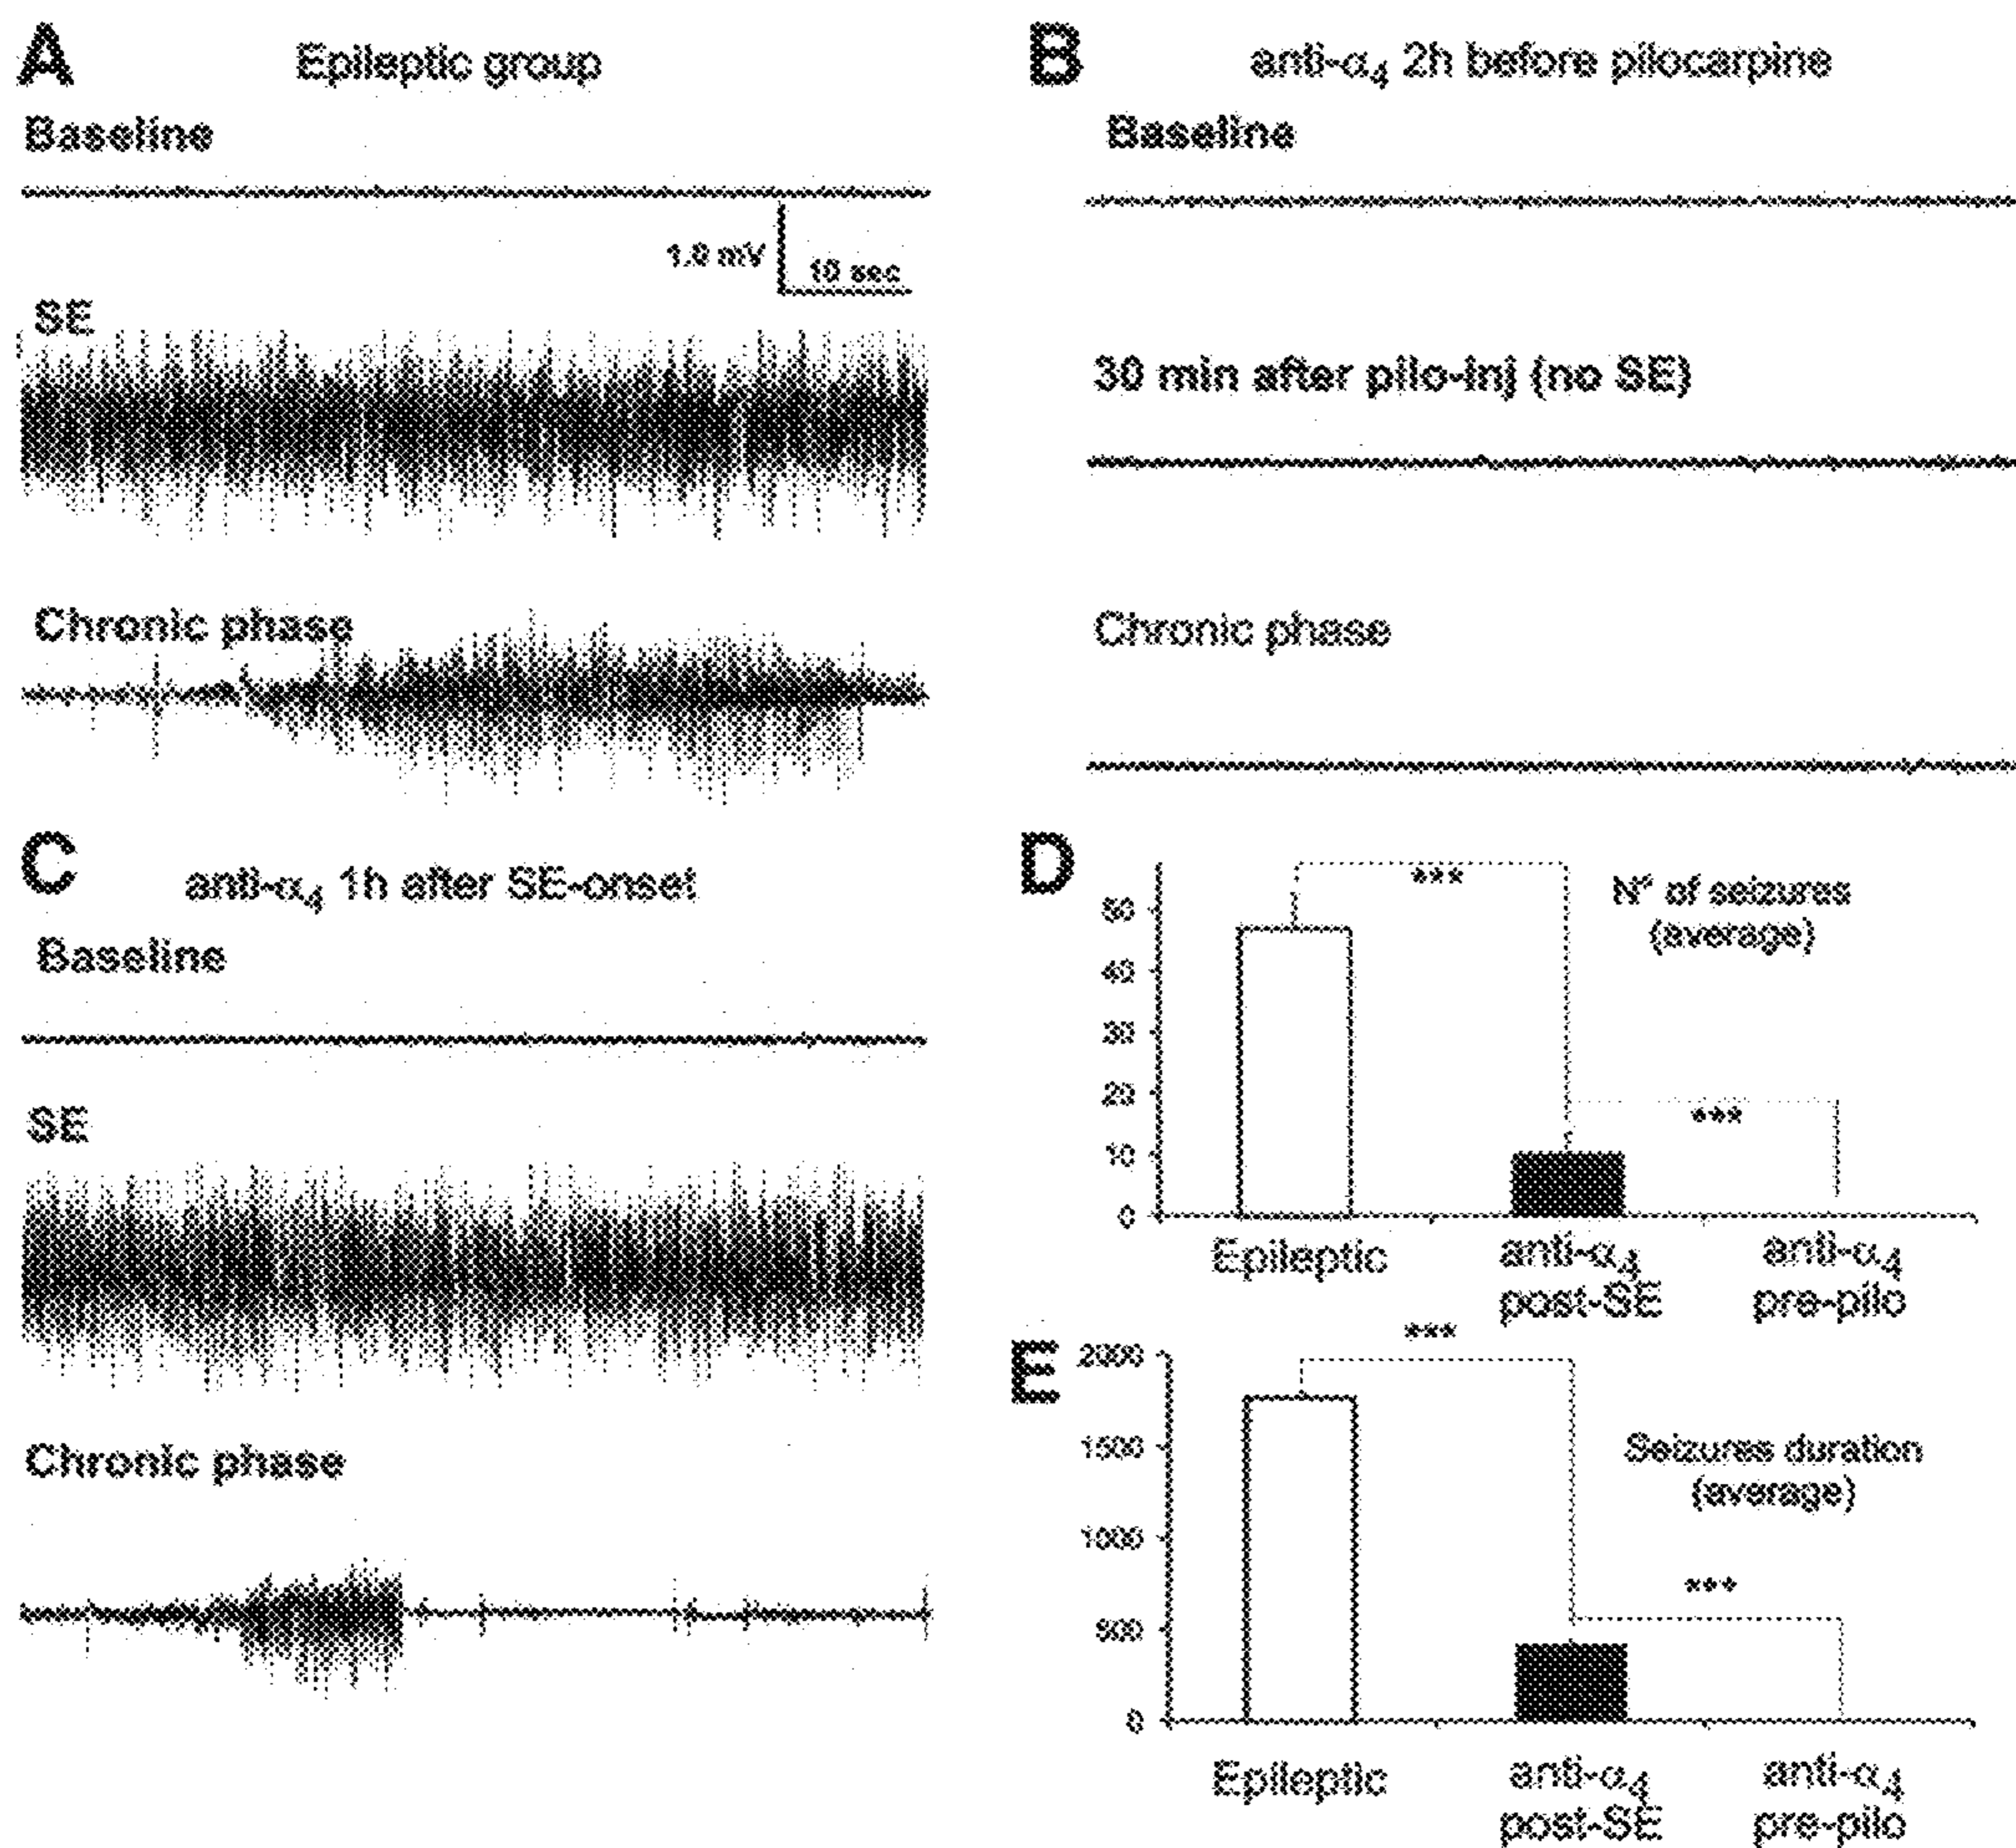 A
Epileptic group
Baseline
1.0 mV
10 sec
SE
Chronic phase
B
anti-α4 2h before pilocarpine
Baseline
30 min after pilo-inj (no SE)
Chronic phase
C
anti-α4 1h after SE-onset
Baseline
SE
Chronic phase
D
***
N° of seizures
(average)
50
40
30
20
10
0
***
Epileptic
anti-α4
post-SE
anti-α4
pre-pilo
E
***
2000
1500
1000
500
0
Seizures duration
(average)
***
Epileptic
anti-α4
post-SE
anti-α4
pre-pilo